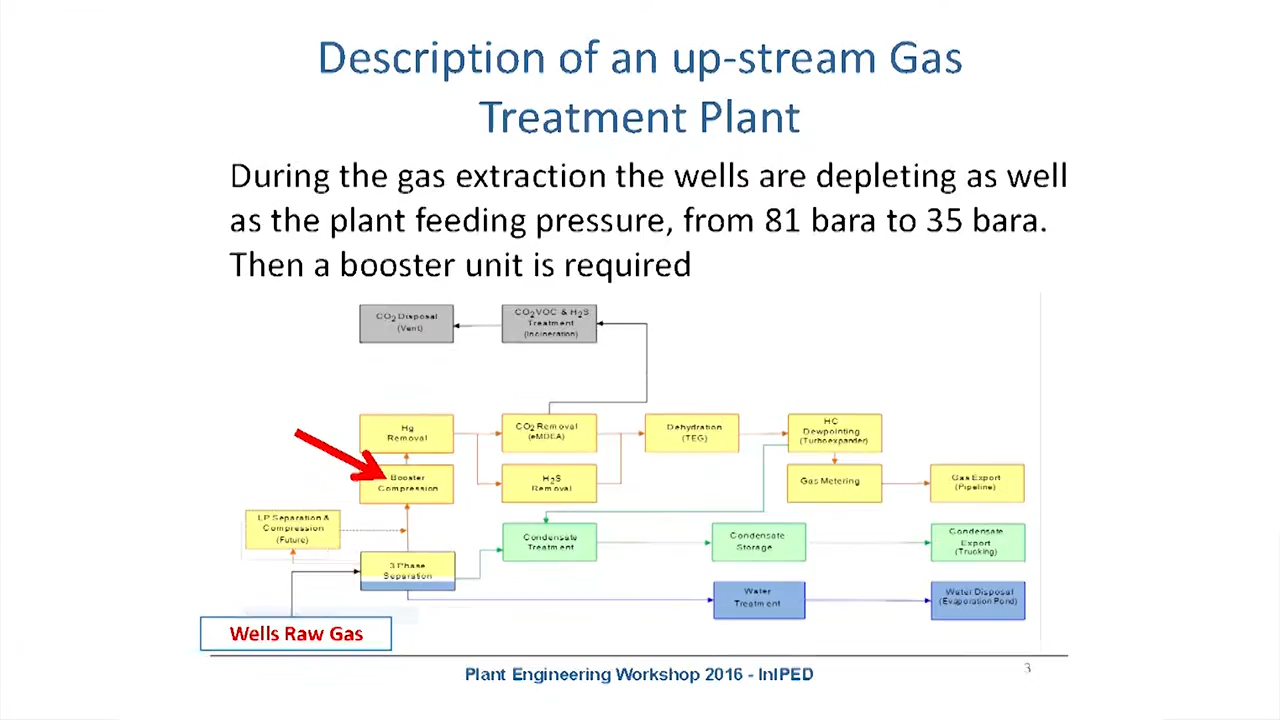 Description of an up-stream Gas
Treatment Plant
During the gas extraction the wells are depleting as well
as the plant feeding pressure, from 81 bara to 35 bara.
Then a booster unit is required
CO2 Disposal
(Vent)
CO2 VOC & H2S
Treatment
(Incineration)
Hg
Removal
CO2 Removal
(eMDEA)
Dehydration
(TEG)
HC
Dewpointing
(Turboexpander)
Booster
Compression
H2S
Removal
Gas Metering
Gas Export
(Pipeline)
LP Separation &
Compression
(Future)
Condensate
Treatment
Condensate
Storage
Condensate
Export
(Trucking)
3 Phase
Separation
Water
Treatment
Water Disposal
(Evaporation Pond)
Wells Raw Gas
Plant Engineering Workshop 2016 - InIPED
3